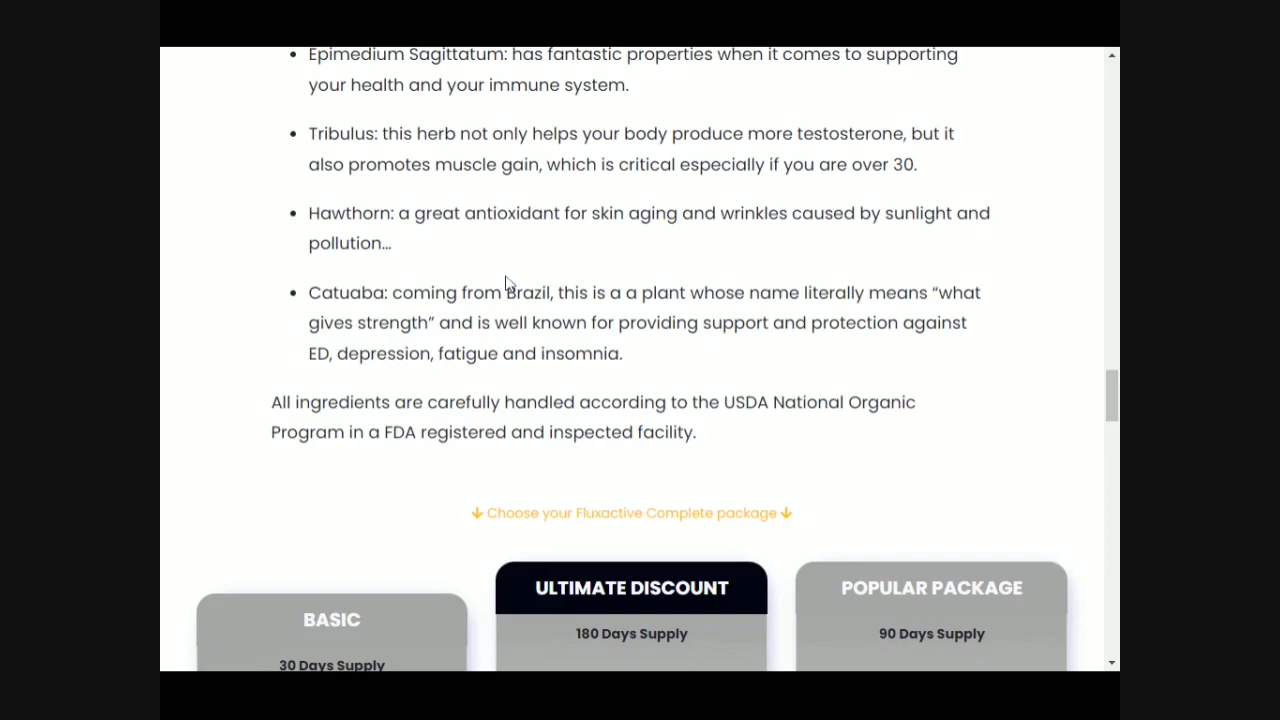 Epimedium Sagittatum: has fantastic properties when it comes to supporting
your health and your immune system.
Tribulus: this herb not only helps your body produce more testosterone, but it
also promotes muscle gain, which is critical especially if you are over 30.
Hawthorn: a great antioxidant for skin aging and wrinkles caused by sunlight and
pollution...
Catuaba: coming from Brazil, this is a a plant whose name literally means “what
gives strength” and is well known for providing support and protection against
ED, depression, fatigue and insomnia.
All ingredients are carefully handled according to the USDA National Organic
Program in a FDA registered and inspected facility.
Choose your Fluxactive Complete package
BASIC
30 Days Supply
ULTIMATE DISCOUNT
180 Days Supply
POPULAR PACKAGE
90 Days Supply